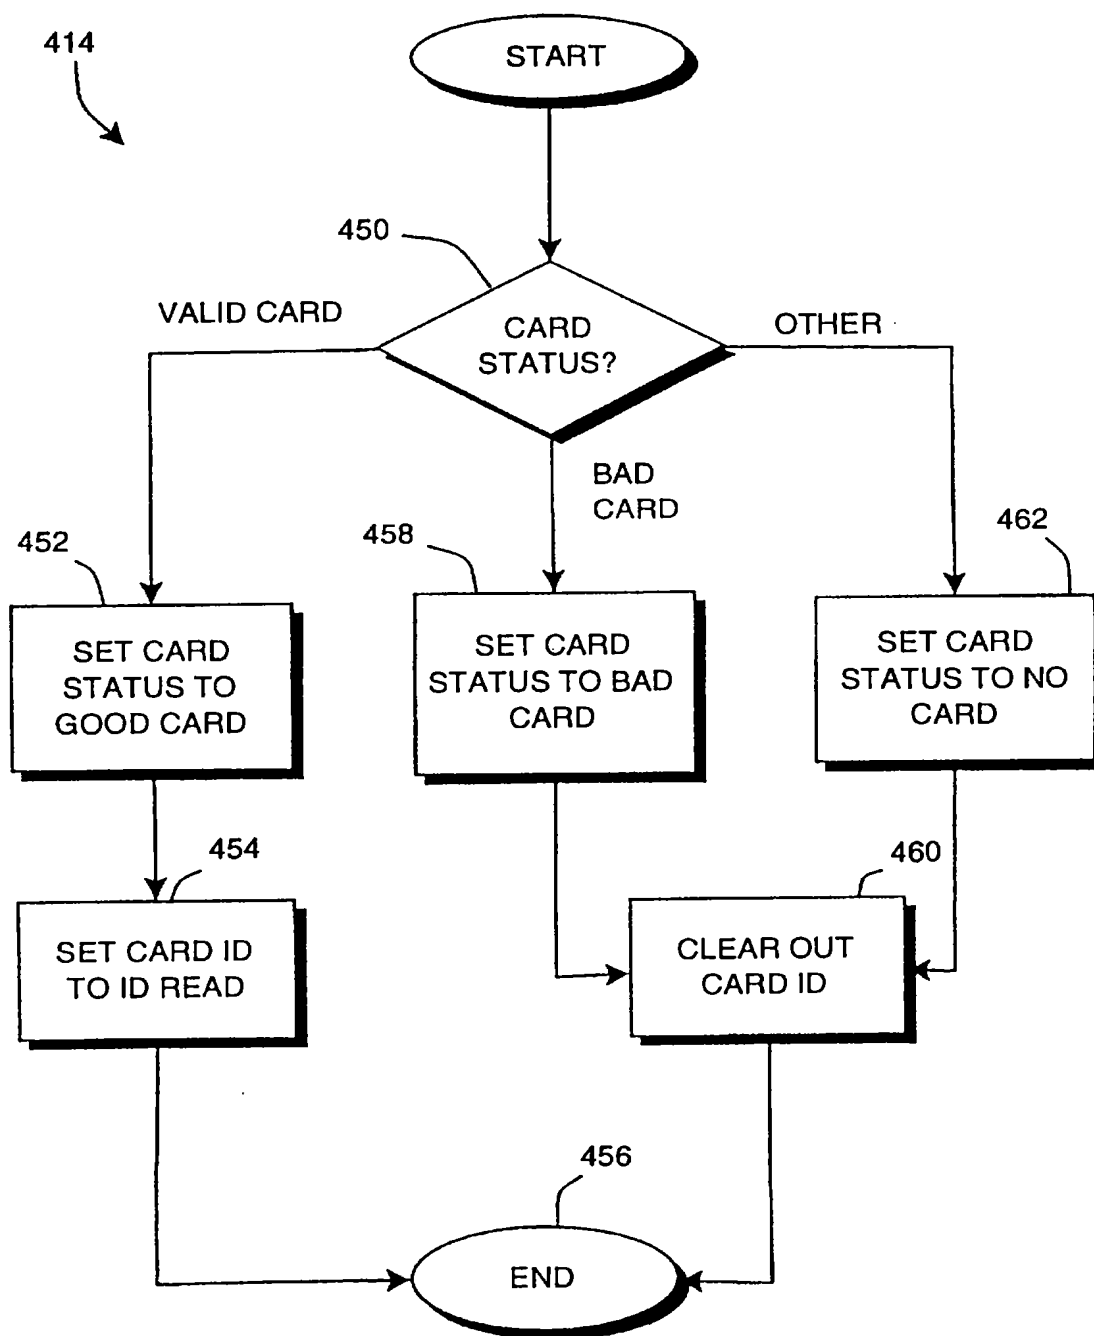 414
START
450
VALID CARD
CARD
STATUS?
OTHER
BAD
CARD
452
SET CARD
STATUS TO
GOOD CARD
458
SET CARD
STATUS TO BAD
CARD
462
SET CARD
STATUS TO NO
CARD
454
SET CARD ID
TO ID READ
460
CLEAR OUT
CARD ID
456
END